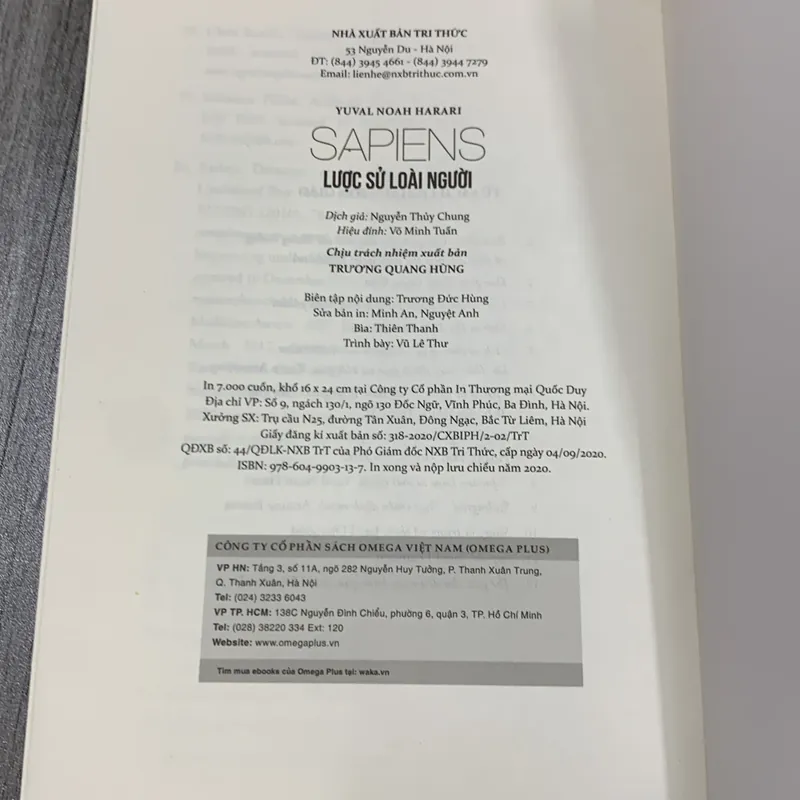 NHÀ XUẤT BẢN TRI THỨC
53 Nguyễn Du - Hà Nội
ĐT: (844) 3945 4661 - (844) 3944 7279
Email: lienhe@nxbtrithuc.com.vn
YUVAL NOAH HARARI
SAPIENS
LƯỢC SỬ LOÀI NGƯỜI
Dịch giả: Nguyễn Thủy Chung
Hiệu đính: Võ Minh Tuấn
Chịu trách nhiệm xuất bản
TRƯƠNG QUANG HÙNG
Biên tập nội dung: Trương Đức Hùng
Sửa bản in: Minh An, Nguyệt Anh
Bìa: Thiên Thanh
Trình bày: Vũ Lê Thư
In 7.000 cuốn, khổ 16 x 24 cm tại Công ty Cổ phần In Thương mại Quốc Duy
Địa chỉ VP: Số 9, ngách 130/1, ngõ 130 Đốc Ngữ, Vĩnh Phúc, Ba Đình, Hà Nội.
Xưởng SX: Trụ cầu N25, đường Tân Xuân, Đông Ngạc, Bắc Từ Liêm, Hà Nội
Giấy đăng kí xuất bản số: 318-2020/CXBIPH/2-02/TrT
QĐXB số: 44/QĐLK-NXB TrT của Phó Giám đốc NXB Tri Thức, cấp ngày 04/09/2020.
ISBN: 978-604-9903-13-7. In xong và nộp lưu chiểu năm 2020.
CÔNG TY CỔ PHẦN SÁCH OMEGA VIỆT NAM (OMEGA PLUS)
VP HN: Tầng 3, số 11A, ngõ 282 Nguyễn Huy Tưởng, P. Thanh Xuân Trung,
Q. Thanh Xuân, Hà Nội
Tel: (024) 3233 6043
VP TP. HCM: 138C Nguyễn Đình Chiểu, phường 6, quận 3, TP. Hồ Chí Minh
Tel: (028) 38220 334 Ext: 120
Website: www.omegaplus.vn
Tìm mua ebooks của Omega Plus tại: waka.vn